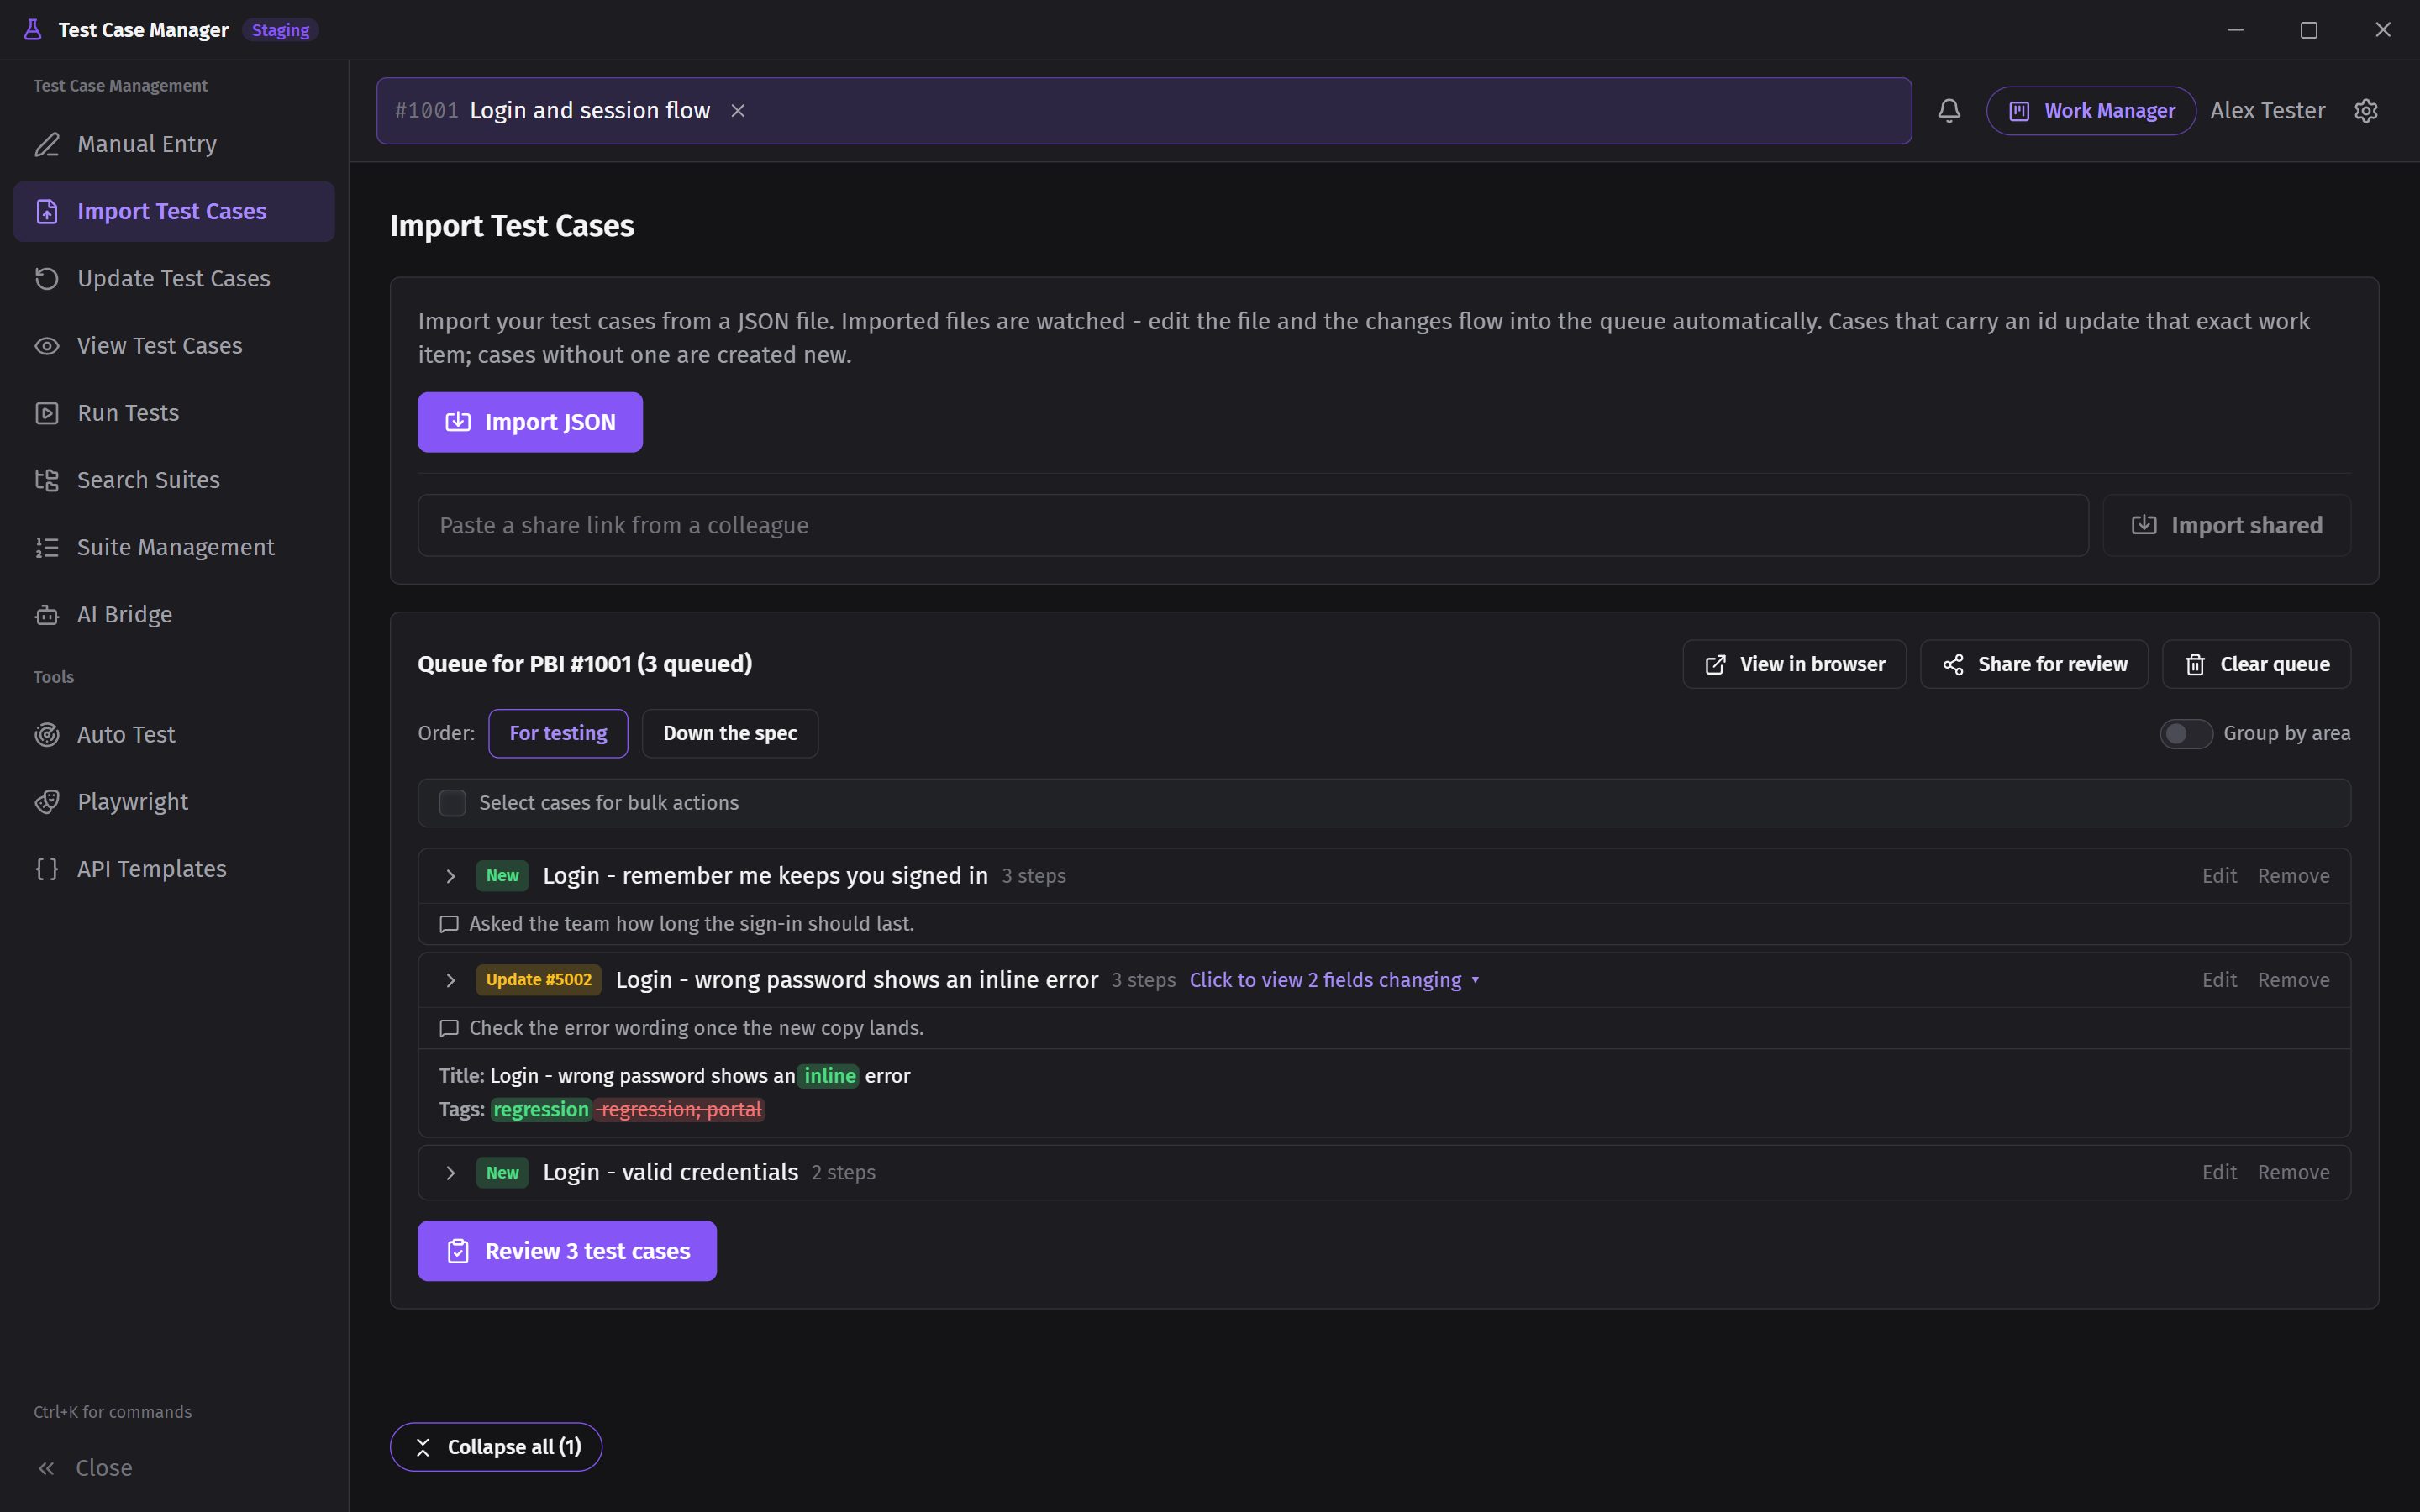 Test Case Manager Staging
Test Case Management
Manual Entry
Import Test Cases
Update Test Cases
View Test Cases
Run Tests
Search Suites
Suite Management
AI Bridge
Tools
Auto Test
Playwright
API Templates
Ctrl+K for commands
Close
#1001 Login and session flow
Work Manager
Alex Tester
Import Test Cases
Import your test cases from a JSON file. Imported files are watched - edit the file and the changes flow into the queue automatically. Cases that carry an id update that exact work
item; cases without one are created new.
Import JSON
Paste a share link from a colleague
Import shared
Queue for PBI #1001 (3 queued)
View in browser
Share for review
Clear queue
Order: For testing Down the spec
Group by area
Select cases for bulk actions
New Login - remember me keeps you signed in 3 steps Edit Remove
Asked the team how long the sign-in should last.
Update #5002 Login - wrong password shows an inline error 3 steps Click to view 2 fields changing Edit Remove
Check the error wording once the new copy lands.
Title: Login - wrong password shows an inline error
Tags: regression regression; portal
New Login - valid credentials 2 steps Edit Remove
Review 3 test cases
Collapse all (1)